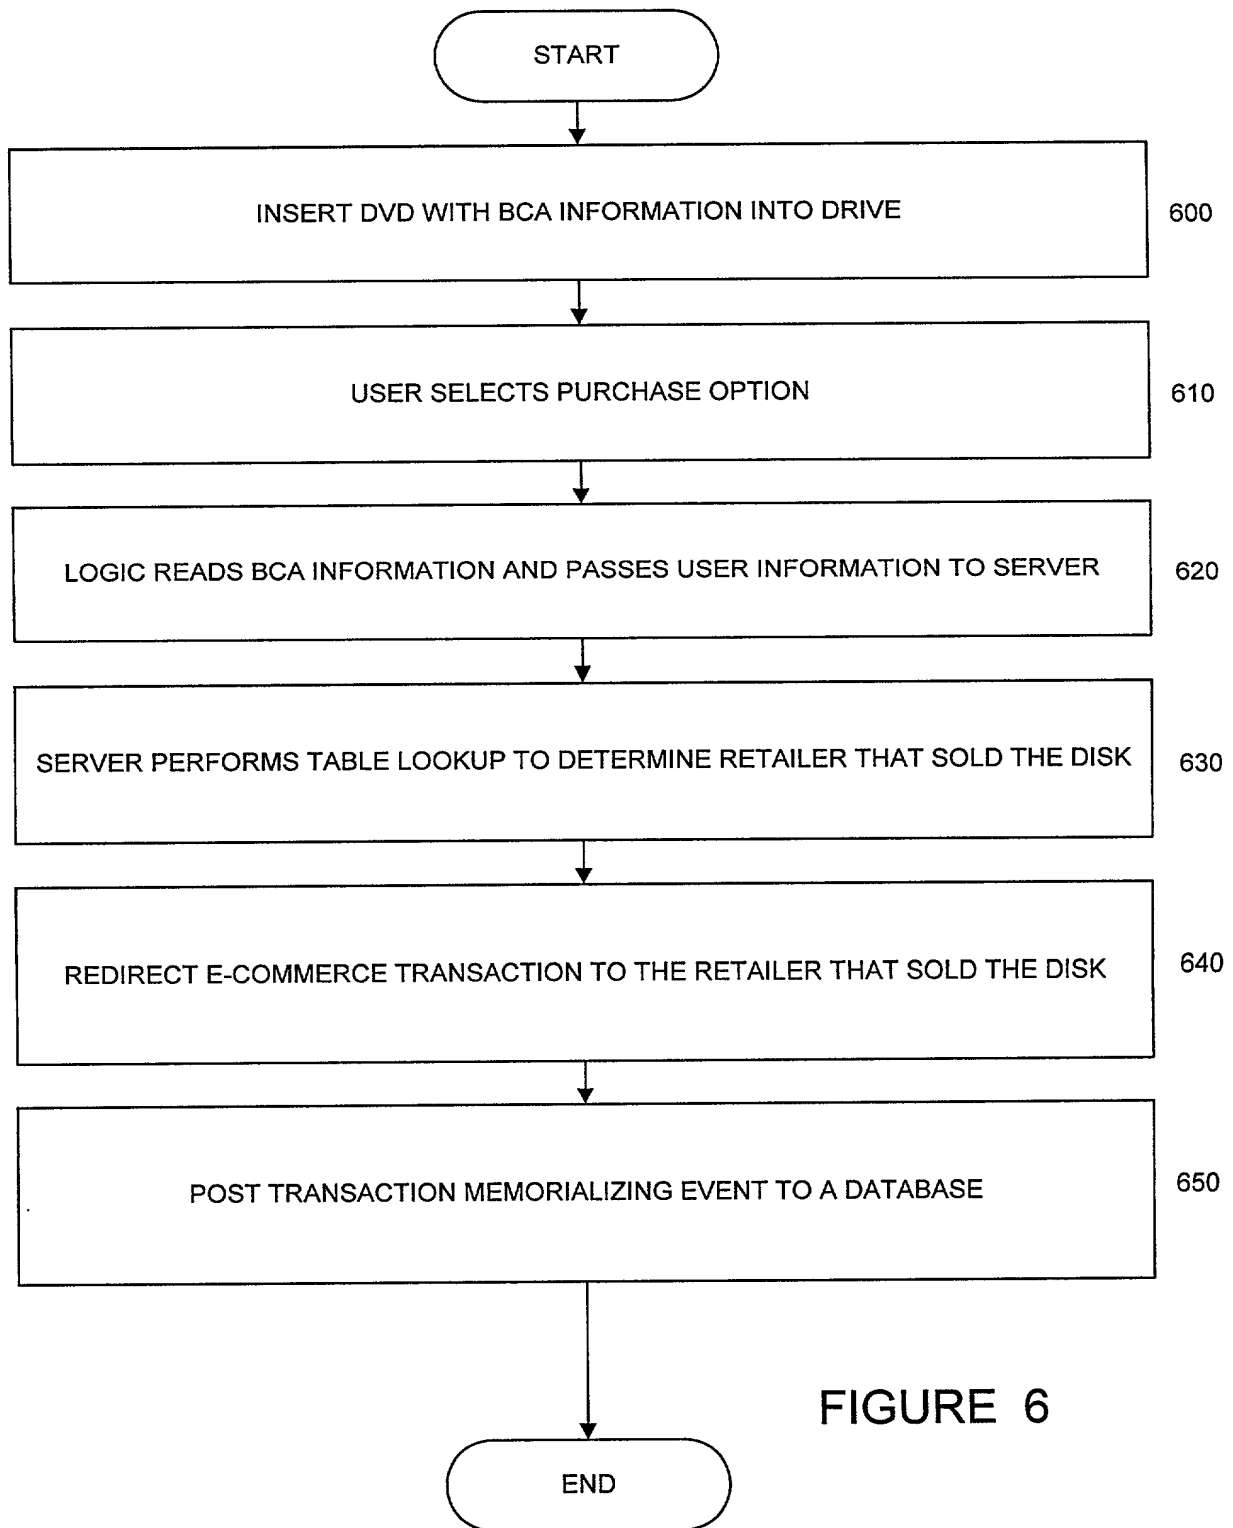 START
INSERT DVD WITH BCA INFORMATION INTO DRIVE
600
USER SELECTS PURCHASE OPTION
610
LOGIC READS BCA INFORMATION AND PASSES USER INFORMATION TO SERVER
620
SERVER PERFORMS TABLE LOOKUP TO DETERMINE RETAILER THAT SOLD THE DISK
630
REDIRECT E-COMMERCE TRANSACTION TO THE RETAILER THAT SOLD THE DISK
640
POST TRANSACTION MEMORIALIZING EVENT TO A DATABASE
650
FIGURE 6
END